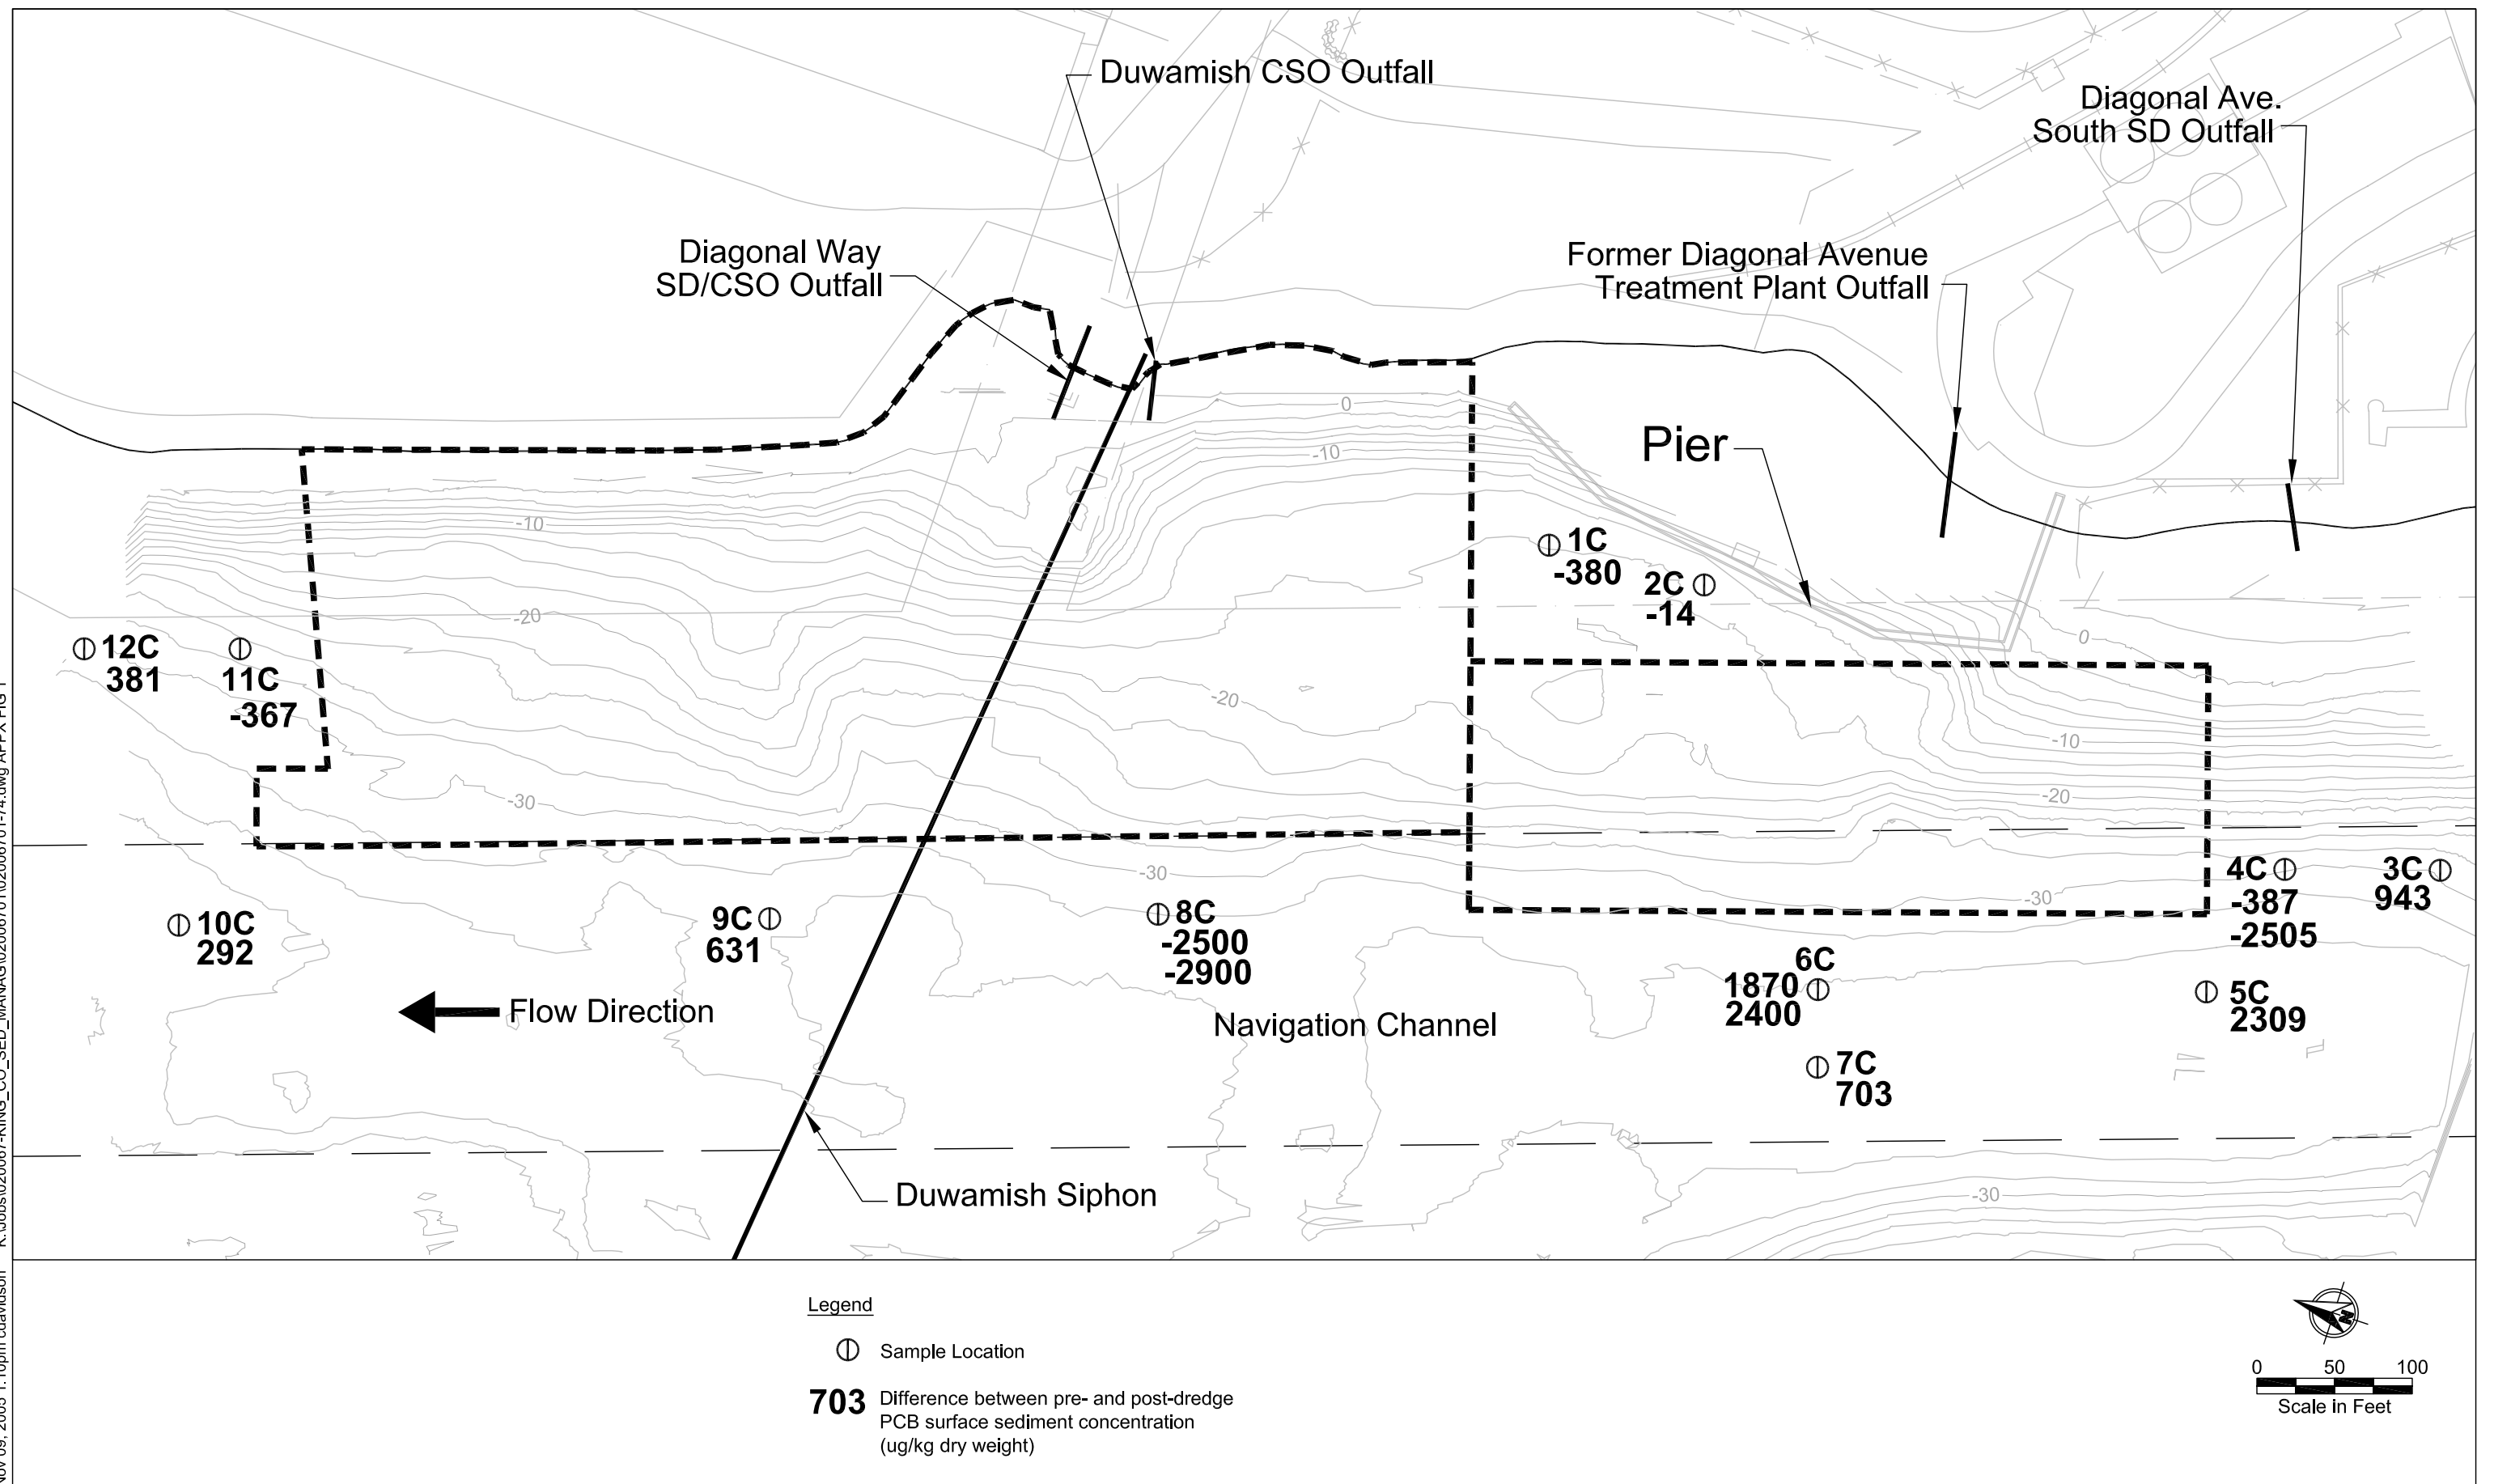 Duwamish CSO Outfall
Diagonal Ave.
South SD Outfall
Diagonal Way
SD/CSO Outfall
Former Diagonal Avenue
Treatment Plant Outfall
Pier
0
-10
-10
1C
-380
2C
-14
-20
0
12C
381
11C
-367
-20
-10
-30
-20
-30
-30
4C
-387
-2505
3C
943
10C
292
9C
631
8C
-2500
-2900
6C
1870
2400
5C
2309
Flow Direction
Navigation Channel
7C
703
Duwamish Siphon
-30
Legend
Sample Location
703
Difference between pre- and post-dredge
PCB surface sediment concentration
(ug/kg dry weight)
N
0 50 100
Scale in Feet